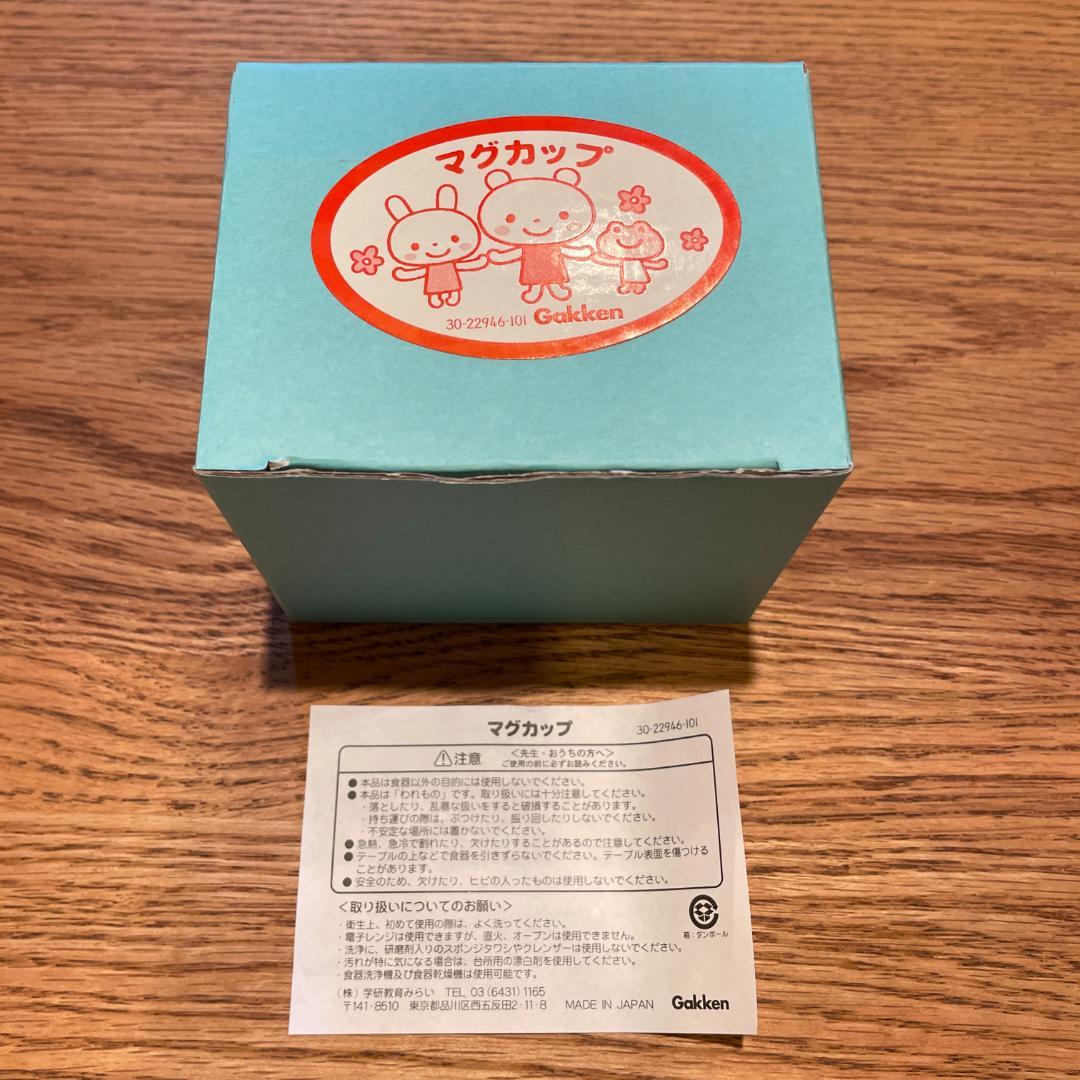 マグカップ
30-22946-101 Gakken
マグカップ 30-22946-101
注意 <先生・おうちの方へ>
ご使用の前に必ずお読みください。
●本品は食器以外の目的には使用しないでください。
●本品は「われもの」です。取り扱いには十分注意してください。
・落としたり、乱暴な扱いをすると破損することがあります。
・持ち運びの際は、ぶつけたり、振り回したりしないでください。
・不安定な場所には置かないでください。
●急熱、急冷で割れたり、欠けたりすることがあるので注意してください。
●テーブルの上などで食器を引きずらないでください。テーブル表面を傷つける
ことがあります。
●安全のため、欠けたり、ヒビの入ったものは使用しないでください。
<取り扱いについてのお願い>
・衛生上、初めて使用の際は、よく洗ってください。
・電子レンジは使用できますが、直火、オーブンは使用できません。
・洗浄に、研磨剤入りのスポンジタワシやクレンザーは使用しないでください。
・汚れが特に気になる場合は、台所用の漂白剤を使用してください。
・食器洗浄機及び食器乾燥機は使用可能です。
箱:ダンボール
(株)学研教育みらい TEL 03(6431)1165
〒141-8510 東京都品川区西五反田2-11-8 MADE IN JAPAN Gakken